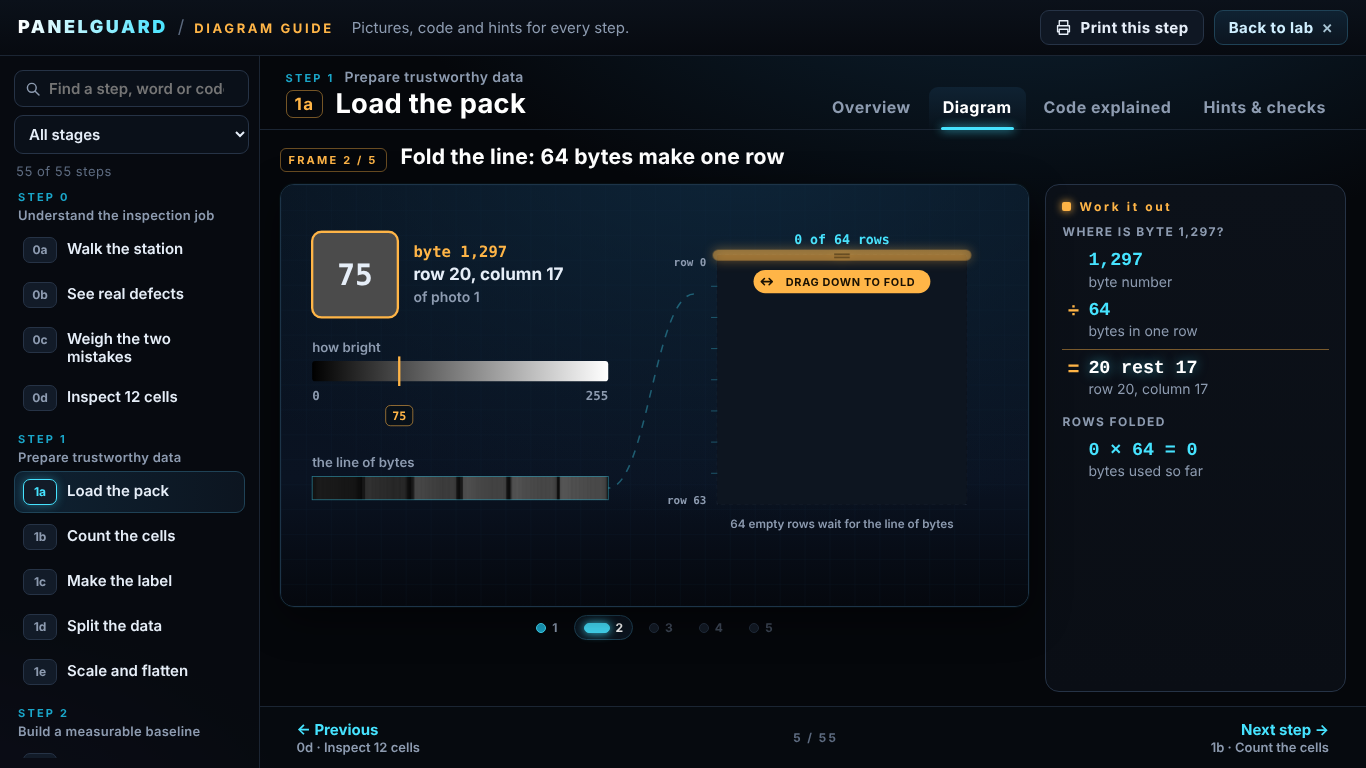 PANELGUARD / DIAGRAM GUIDE Pictures, code and hints for every step.
Print this step
Back to lab ×
Find a step, word or cod
All stages
55 of 55 steps
STEP 0
Understand the inspection job
0a Walk the station
0b See real defects
0c Weigh the two
mistakes
0d Inspect 12 cells
STEP 1
Prepare trustworthy data
1a Load the pack
1b Count the cells
1c Make the label
1d Split the data
1e Scale and flatten
STEP 2
Build a measurable baseline
STEP 1 Prepare trustworthy data
1a Load the pack
Overview
Diagram
Code explained
Hints & checks
FRAME 2 / 5 Fold the line: 64 bytes make one row
75
byte 1,297
row 20, column 17
of photo 1
how bright
0 255
75
the line of bytes
0 of 64 rows
row 0
↔ DRAG DOWN TO FOLD
row 63
64 empty rows wait for the line of bytes
1 2 3 4 5
Work it out
WHERE IS BYTE 1,297?
1,297
byte number
÷ 64
bytes in one row
= 20 rest 17
row 20, column 17
ROWS FOLDED
0 × 64 = 0
bytes used so far
← Previous
0d · Inspect 12 cells
5 / 55
Next step →
1b · Count the cells